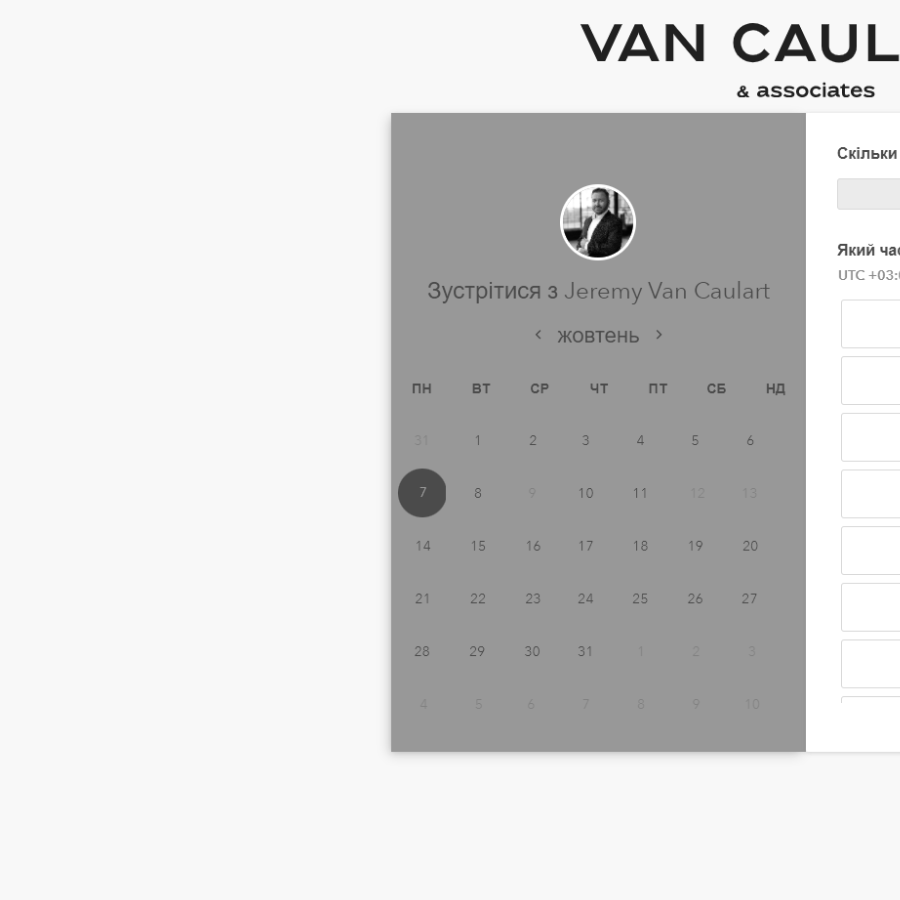 VAN CAUL
& associates
Зустрітися з Jeremy Van Caulart
жовтень
ПН ВТ СР ЧТ ПТ СБ НД
31 1 2 3 4 5 6
7 8 9 10 11 12 13
14 15 16 17 18 19 20
21 22 23 24 25 26 27
28 29 30 31 1 2 3
4 5 6 7 8 9 10
Скільки
Який час
UTC +03: